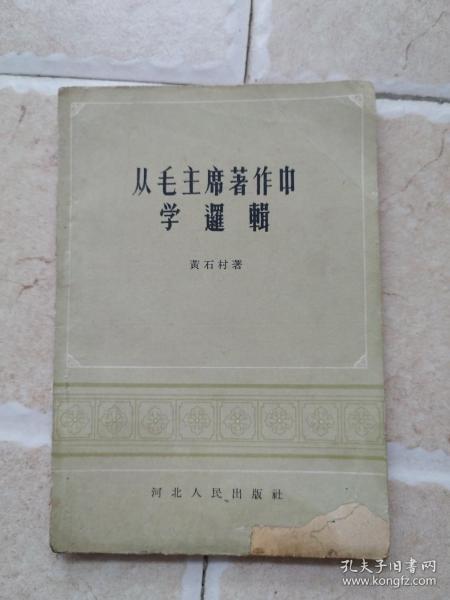 从毛主席著作中
学邏輯
黃石村著
河北人民出版社
孔夫子旧书网
www.kongfz.com